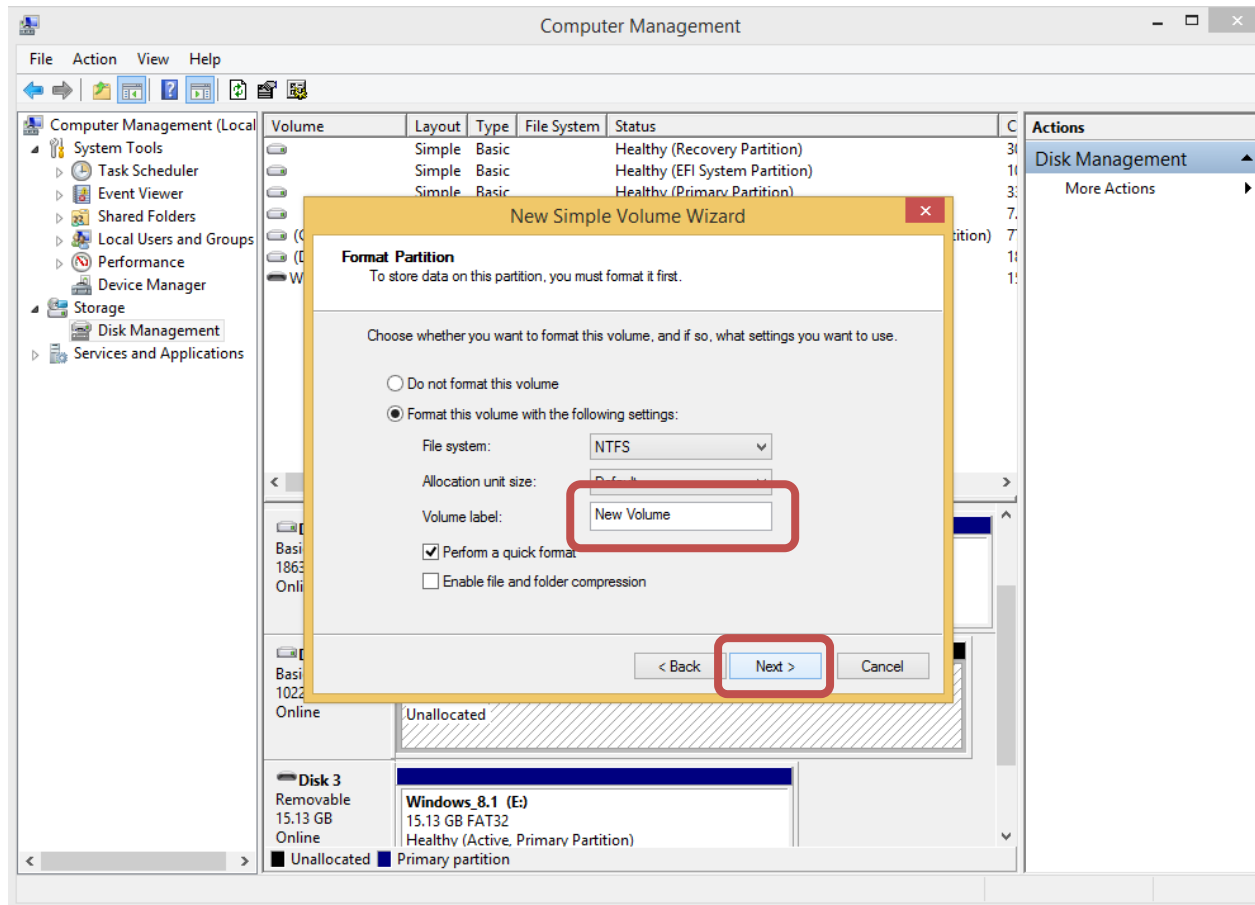 Computer Management
File Action View Help
Computer Management (Local
System Tools
Task Scheduler
Event Viewer
Shared Folders
Local Users and Groups
Performance
Device Manager
Storage
Disk Management
Services and Applications
Volume Layout Type File System Status C
Simple Basic Healthy (Recovery Partition) 30
Simple Basic Healthy (EFI System Partition) 10
Simple Basic Healthy (Primary Partition) 33
7.
(C tition) 77
(D 18
W 15
Actions
Disk Management
More Actions
New Simple Volume Wizard
Format Partition
To store data on this partition, you must format it first.
Choose whether you want to format this volume, and if so, what settings you want to use.
Do not format this volume
Format this volume with the following settings:
File system: NTFS
Allocation unit size: Default
Volume label: New Volume
Perform a quick format
Enable file and folder compression
< Back Next > Cancel
D
Basi
1863
Onli
D
Basi
1022
Online
Unallocated
Disk 3
Removable
15.13 GB
Online
Windows_8.1 (E:)
15.13 GB FAT32
Healthy (Active, Primary Partition)
Unallocated Primary partition